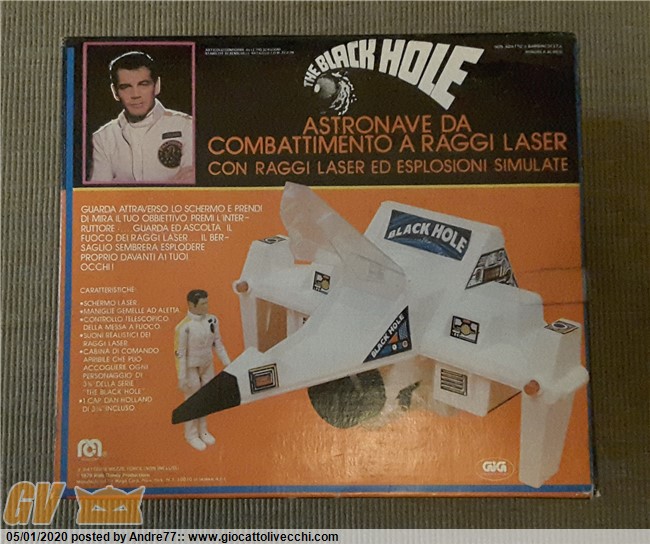 THE BLACK HOLE
ASTRONAVE DA
COMBATTIMENTO A RAGGI LASER
CON RAGGI LASER ED ESPLOSIONI SIMULATE
GUARDA ATTRAVERSO LO SCHERMO E PRENDI
DI MIRA IL TUO OBBIETTIVO PREMI L'INTER-
RUTTORE ... GUARDA ED ASCOLTA IL
FUOCO DEI RAGGI LASER ... IL BER-
SAGLIO SEMBRERA ESPLODERE
PROPRIO DAVANTI AI TUOI
OCCHI!
CARATTERISTICHE:
•SCHERMO LASER
•MANIGLIE GEMELLE AD ALETTA
•CONTROLLO TELESCOPICO
DELLA MESSA A FUOCO
•SUONI REALISTICI DEI
RAGGI LASER
•CABINA DI COMANDO
APRIBILE CHE PUO
ACCOGLIERE OGNI
PERSONAGGIO DI
3¾ DELLA SERIE
"THE BLACK HOLE"
•1 CAP. DAN HOLLAND
DI 3¾" INCLUSO
BLACK HOLE
BLACK HOLE
GIG
GV
05/01/2020 posted by Andre77:: www.giocattolivecchi.com